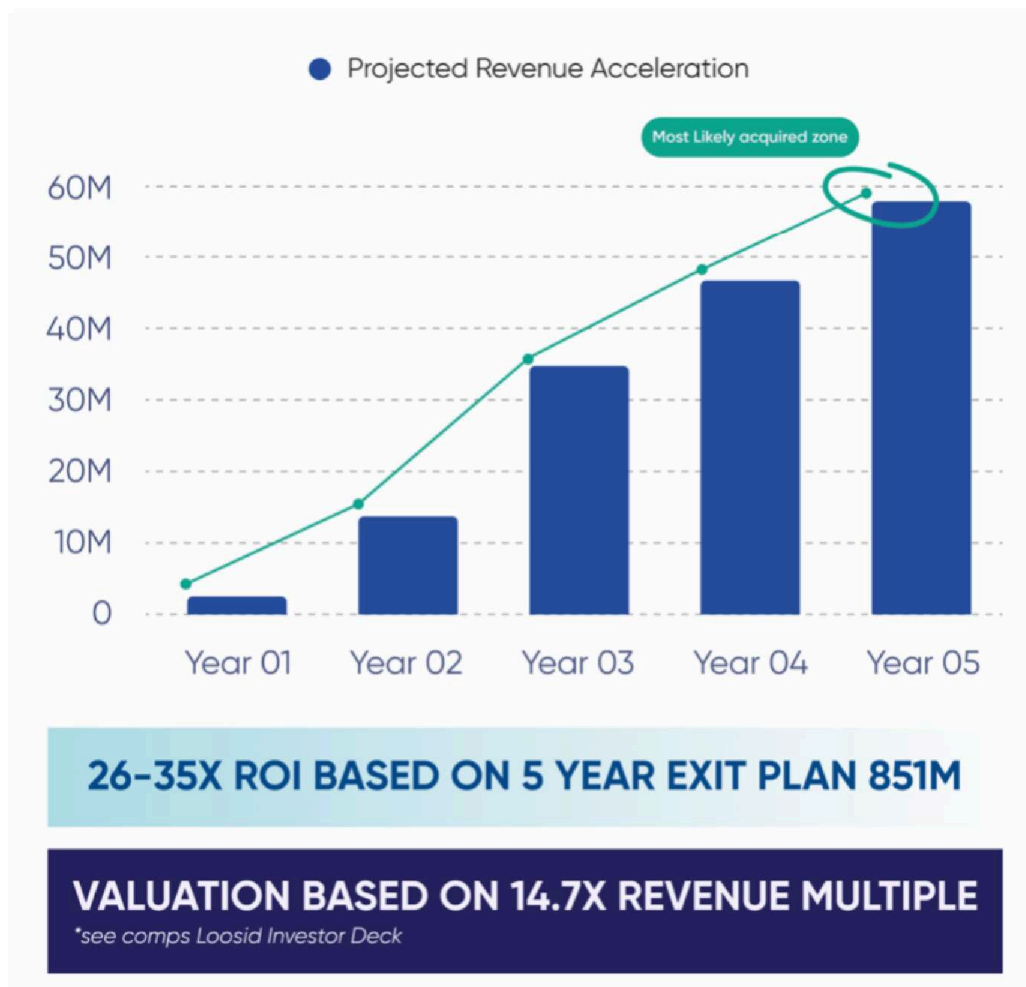 Projected Revenue Acceleration
Most Likely acquired zone
60M
50M
40M
30M
20M
10M
0
Year 01 Year 02 Year 03 Year 04 Year 05
26-35X ROI BASED ON 5 YEAR EXIT PLAN 851M
VALUATION BASED ON 14.7X REVENUE MULTIPLE
*see comps Loosid Investor Deck